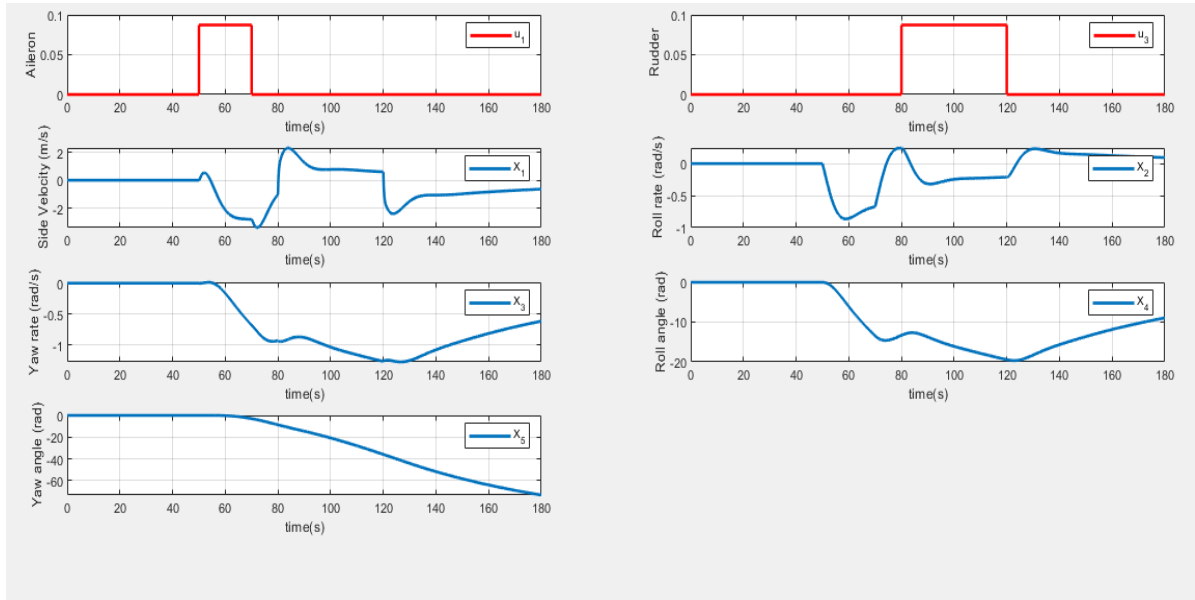 0.1
0.05
0
Aileron
u1
0 20 40 60 80 100 120 140 160 180
time(s)
0.1
0.05
0
Rudder
u3
0 20 40 60 80 100 120 140 160 180
time(s)
2
0
-2
Side Velocity (m/s)
X1
0 20 40 60 80 100 120 140 160 180
time(s)
0
-0.5
-1
Roll rate (rad/s)
X2
0 20 40 60 80 100 120 140 160 180
time(s)
0
-0.5
-1
Yaw rate (rad/s)
X3
0 20 40 60 80 100 120 140 160 180
time(s)
0
-10
-20
Roll angle (rad)
X4
0 20 40 60 80 100 120 140 160 180
time(s)
0
-20
-40
-60
Yaw angle (rad)
X5
0 20 40 60 80 100 120 140 160 180
time(s)